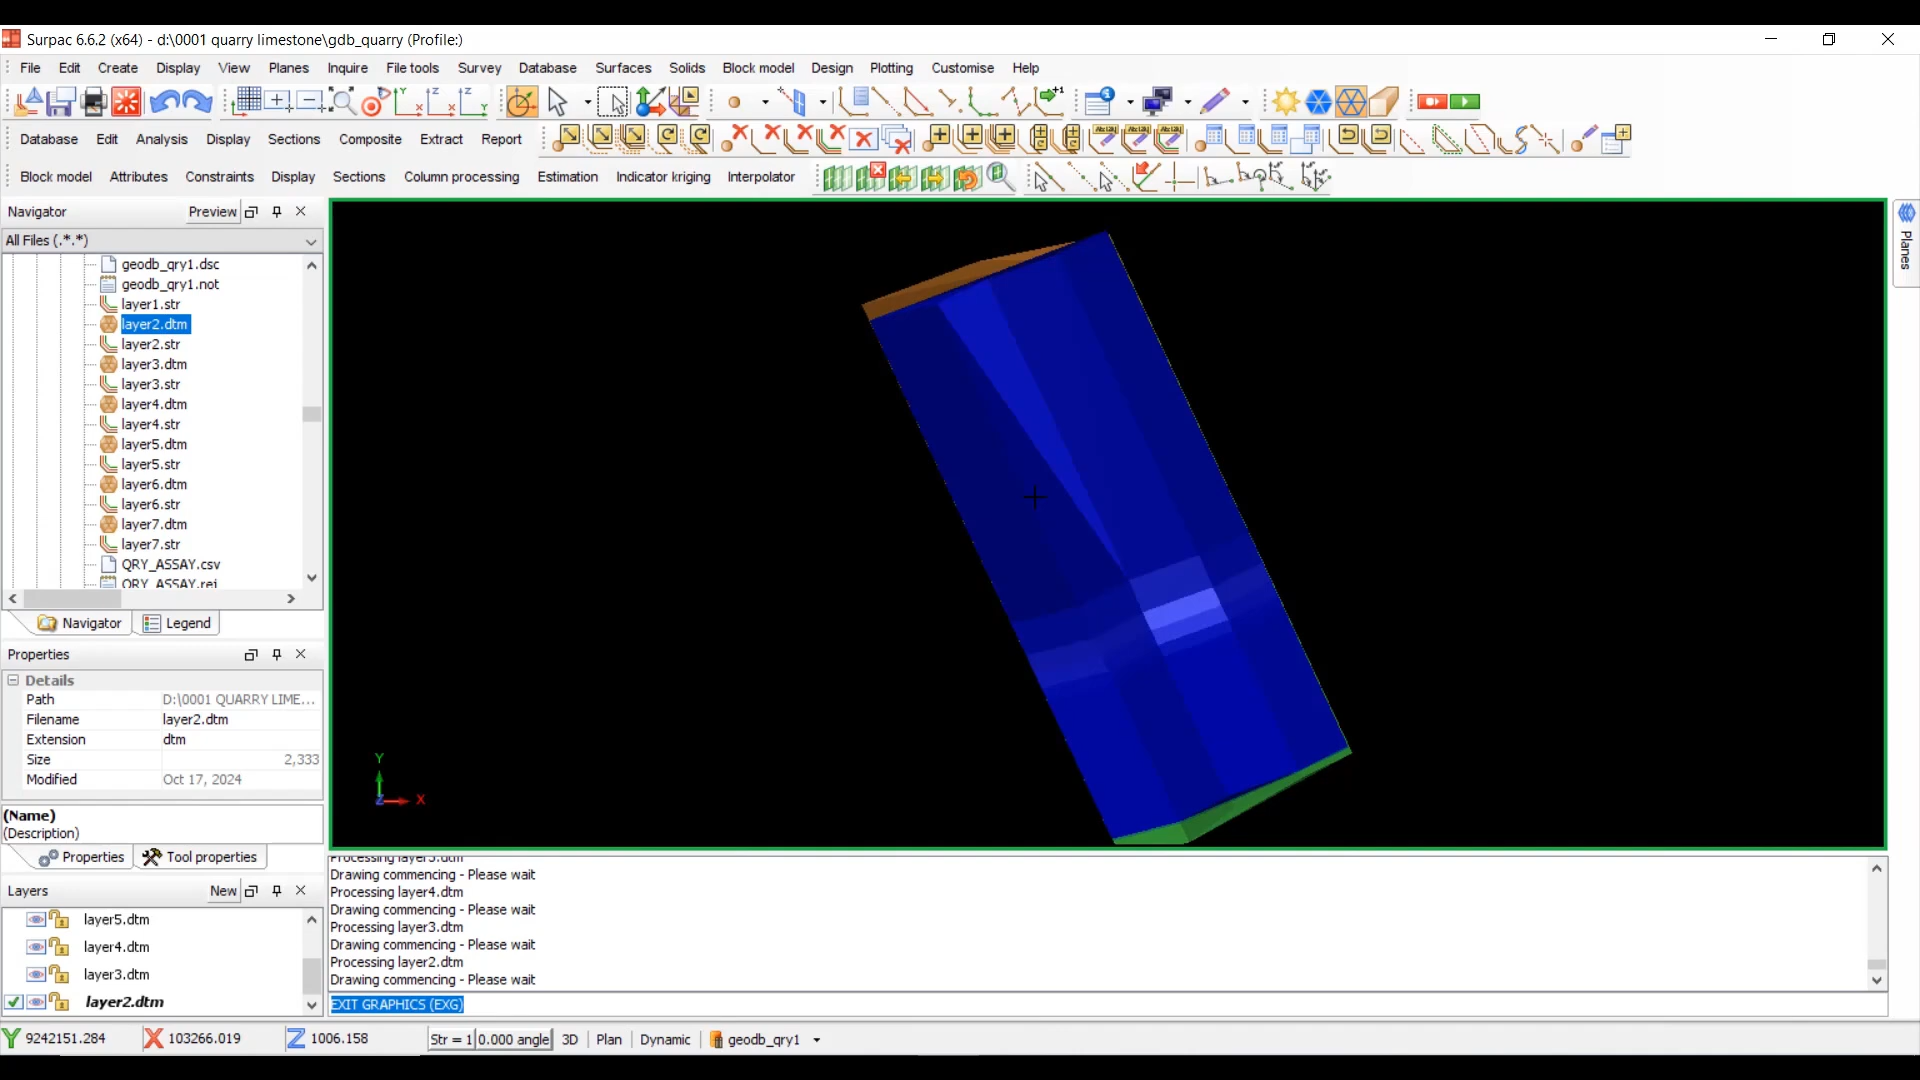 Surpac 6.6.2 (x64) - d:\0001 quarry limestone\gdb_quarry (Profile:)
File Edit Create Display View Planes Inquire File tools Survey Database Surfaces Solids Block model Design Plotting Customise Help
Database Edit Analysis Display Sections Composite Extract Report
Block model Attributes Constraints Display Sections Column processing Estimation Indicator kriging Interpolator
Navigator Preview
All Files (.*.*)
geodb_qry1.dsc
geodb_qry1.not
layer1.str
layer2.dtm
layer2.str
layer3.dtm
layer3.str
layer4.dtm
layer4.str
layer5.dtm
layer5.str
layer6.dtm
layer6.str
layer7.dtm
layer7.str
QRY_ASSAY.csv
QRY_ASSAY.rej
Navigator Legend
Planes
Properties
Details
Path D:\0001 QUARRY LIME...
Filename layer2.dtm
Extension dtm
Size 2,333
Modified Oct 17, 2024
(Name)
(Description)
Properties Tool properties
Y
Z X
Layers New
layer5.dtm
layer4.dtm
layer3.dtm
layer2.dtm
Processing layer5.dtm
Drawing commencing - Please wait
Processing layer4.dtm
Drawing commencing - Please wait
Processing layer3.dtm
Drawing commencing - Please wait
Processing layer2.dtm
Drawing commencing - Please wait
EXIT GRAPHICS (EXG)
Y 9242151.284 X 103266.019 Z 1006.158 Str = 1 0.000 angle 3D Plan Dynamic geodb_qry1